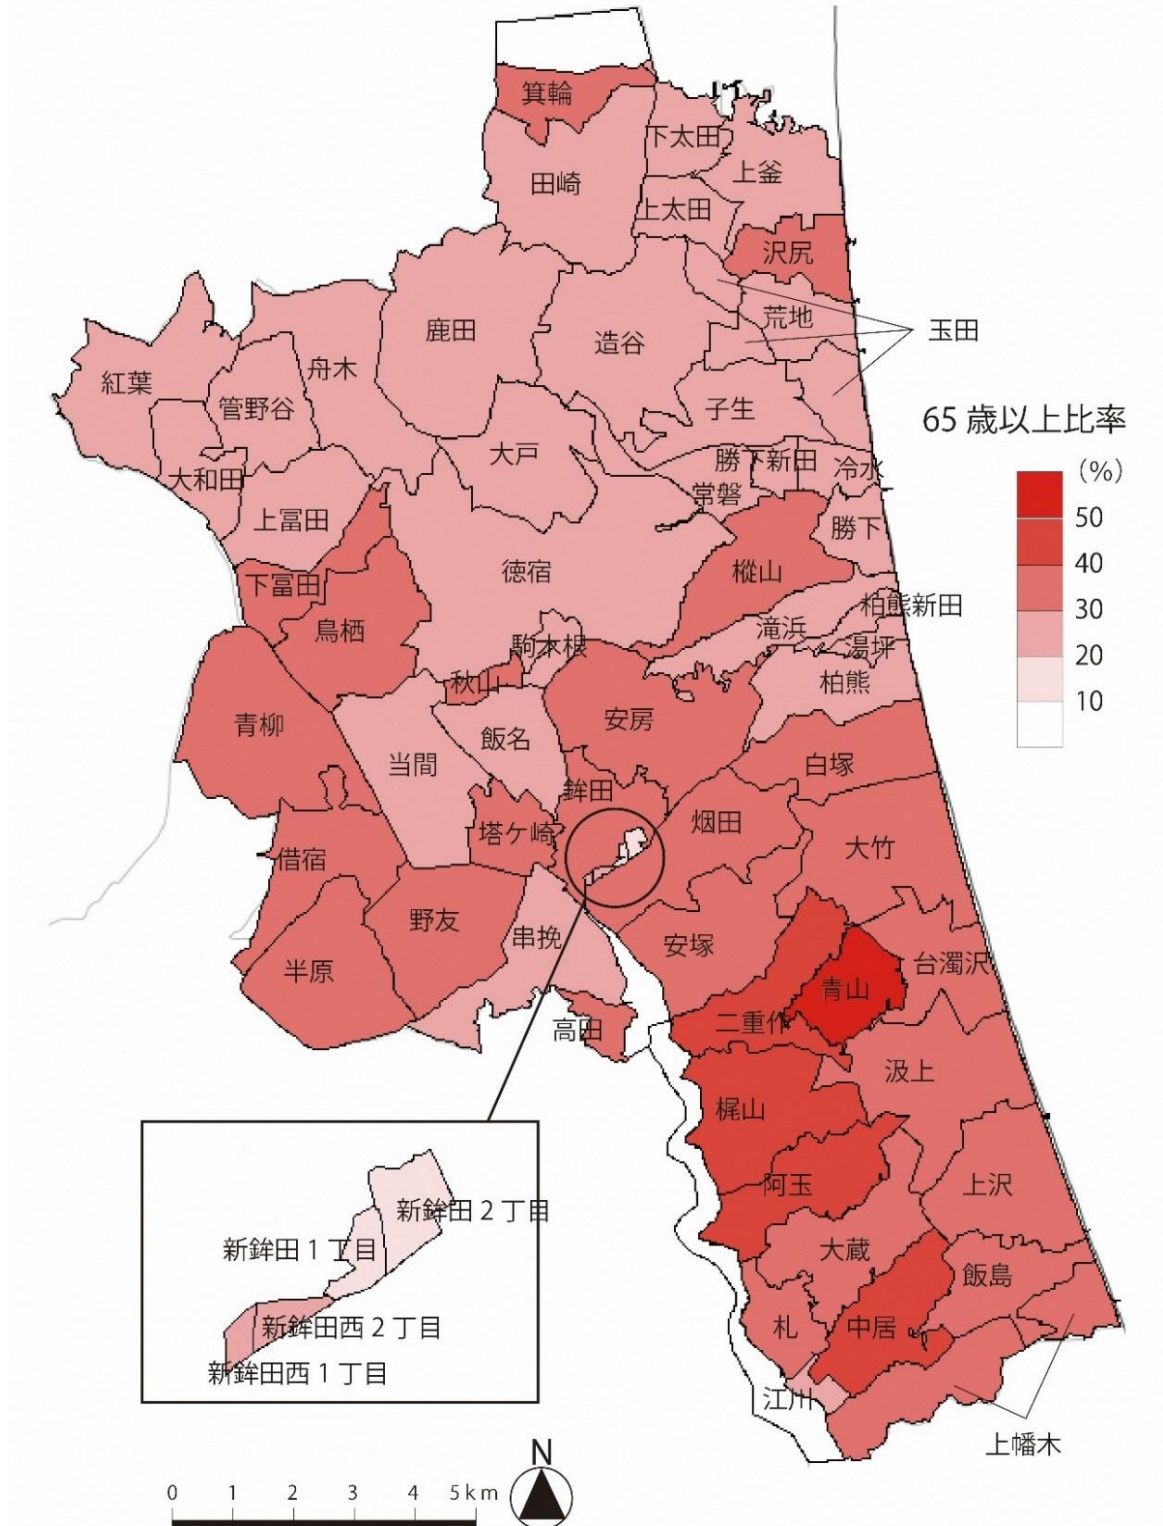 箕輪
下太田
田崎
上釜
上太田
沢尻
荒地
鹿田
造谷
玉田
舟木
紅葉
管野谷
子生
65 歳以上比率
大戸
勝下新田
冷水
(%)
大和田
常磐
50
上冨田
勝下
40
徳宿
樅山
下冨田
30
柏熊新田
鳥栖
滝浜
駒木根
湯坪
20
秋山
柏熊
10
青柳
安房
飯名
当間
白塚
鉾田
烟田
塔ケ崎
大竹
借宿
野友
串挽
安塚
台濁沢
半原
青山
高田
二重作
汲上
梶山
阿玉
上沢
新鉾田 2 丁目
新鉾田 1 丁目
大蔵
飯島
新鉾田西 2 丁目
札
中居
新鉾田西 1 丁目
江川
上幡木
N
0 1 2 3 4 5 k m